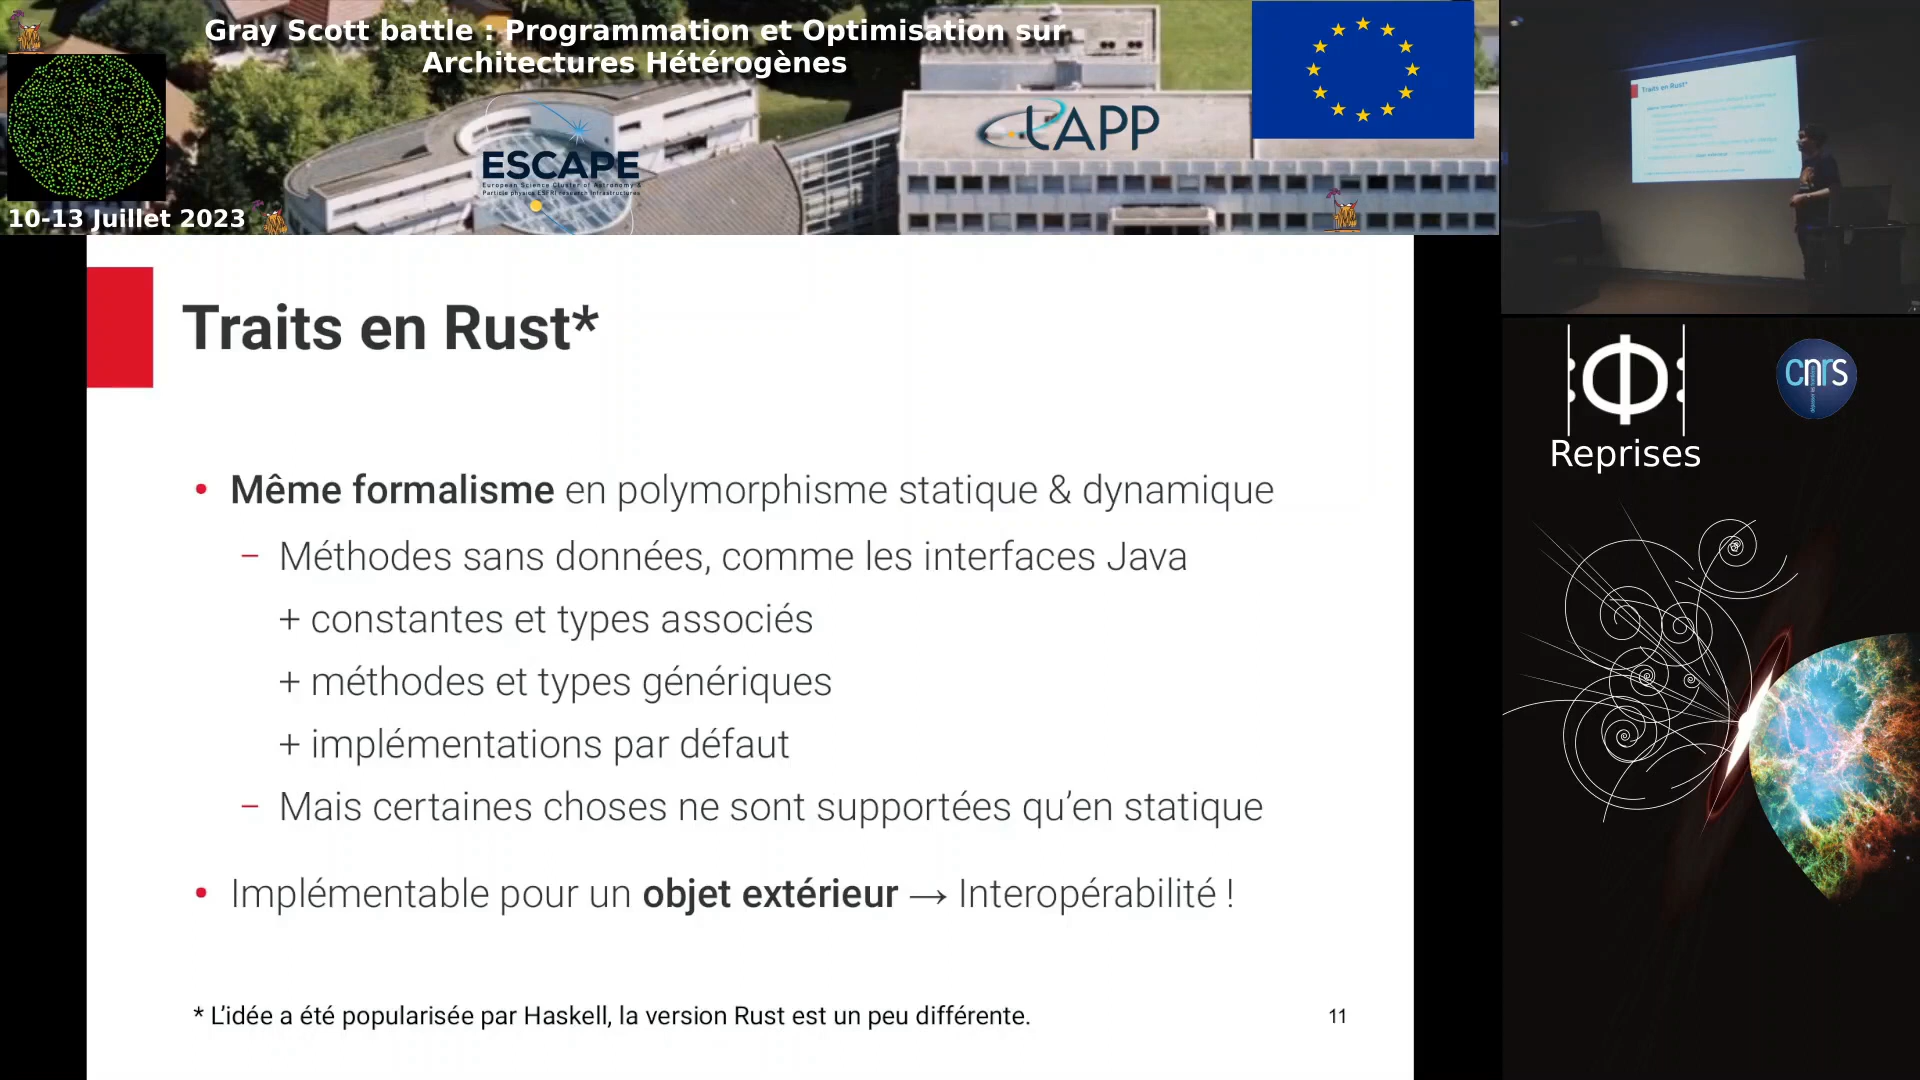 Gray Scott battle : Programmation et Optimisation sur
Architectures Hétérogènes
ESCAPE
European Science Cluster of Astronomy &
Particle physics ESFRI research Infrastructures
LAPP
10-13 Juillet 2023
Traits en Rust*
• Même formalisme en polymorphisme statique & dynamique
– Méthodes sans données, comme les interfaces Java
+ constantes et types associés
+ méthodes et types génériques
+ implémentations par défaut
– Mais certaines choses ne sont supportées qu’en statique
• Implémentable pour un objet extérieur → Interopérabilité !
* L’idée a été popularisée par Haskell, la version Rust est un peu différente.
11
Traits en Rust*
Reprises
cnrs